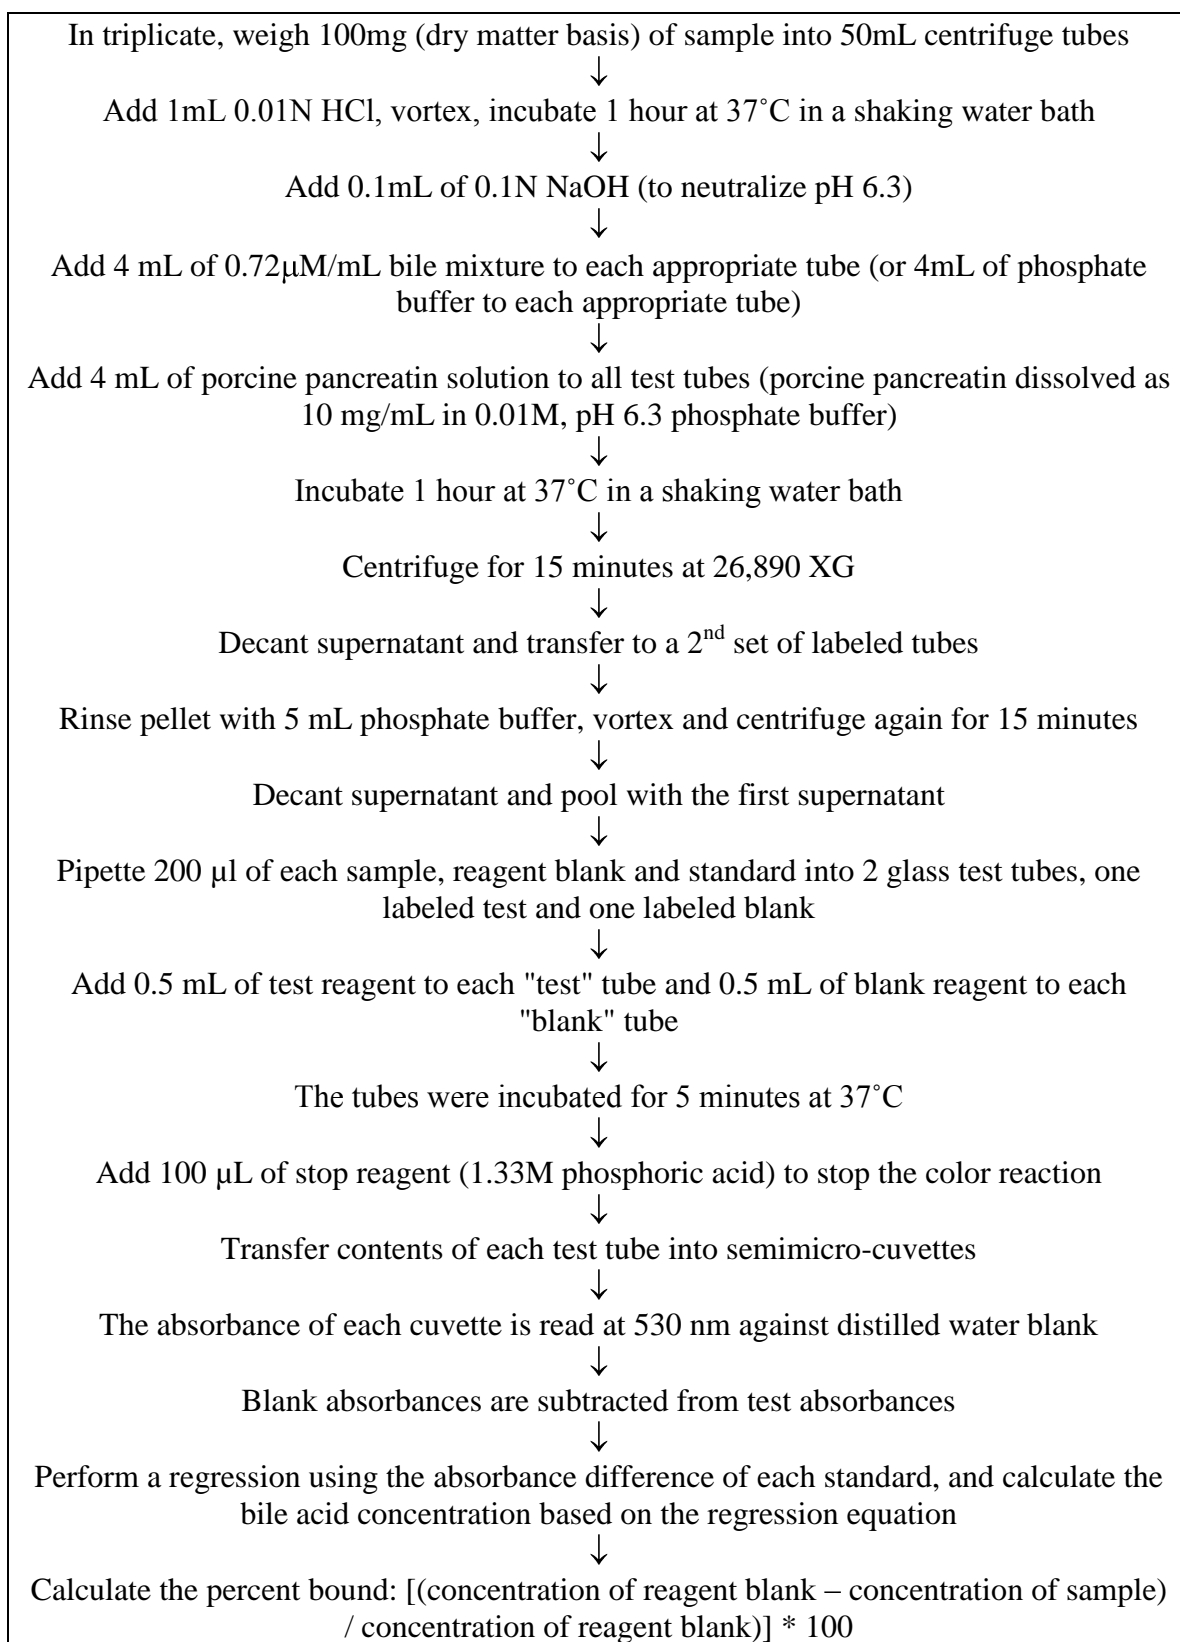 In triplicate, weigh 100mg (dry matter basis) of sample into 50mL centrifuge tubes
↓
Add 1mL 0.01N HCl, vortex, incubate 1 hour at 37˚C in a shaking water bath
↓
Add 0.1mL of 0.1N NaOH (to neutralize pH 6.3)
↓
Add 4 mL of 0.72μM/mL bile mixture to each appropriate tube (or 4mL of phosphate
buffer to each appropriate tube)
↓
Add 4 mL of porcine pancreatin solution to all test tubes (porcine pancreatin dissolved as
10 mg/mL in 0.01M, pH 6.3 phosphate buffer)
↓
Incubate 1 hour at 37˚C in a shaking water bath
↓
Centrifuge for 15 minutes at 26,890 XG
↓
Decant supernatant and transfer to a 2nd set of labeled tubes
↓
Rinse pellet with 5 mL phosphate buffer, vortex and centrifuge again for 15 minutes
↓
Decant supernatant and pool with the first supernatant
↓
Pipette 200 µl of each sample, reagent blank and standard into 2 glass test tubes, one
labeled test and one labeled blank
↓
Add 0.5 mL of test reagent to each "test" tube and 0.5 mL of blank reagent to each
"blank" tube
↓
The tubes were incubated for 5 minutes at 37˚C
↓
Add 100 µL of stop reagent (1.33M phosphoric acid) to stop the color reaction
↓
Transfer contents of each test tube into semimicro-cuvettes
↓
The absorbance of each cuvette is read at 530 nm against distilled water blank
↓
Blank absorbances are subtracted from test absorbances
↓
Perform a regression using the absorbance difference of each standard, and calculate the
bile acid concentration based on the regression equation
↓
Calculate the percent bound: [(concentration of reagent blank – concentration of sample)
/ concentration of reagent blank)] * 100